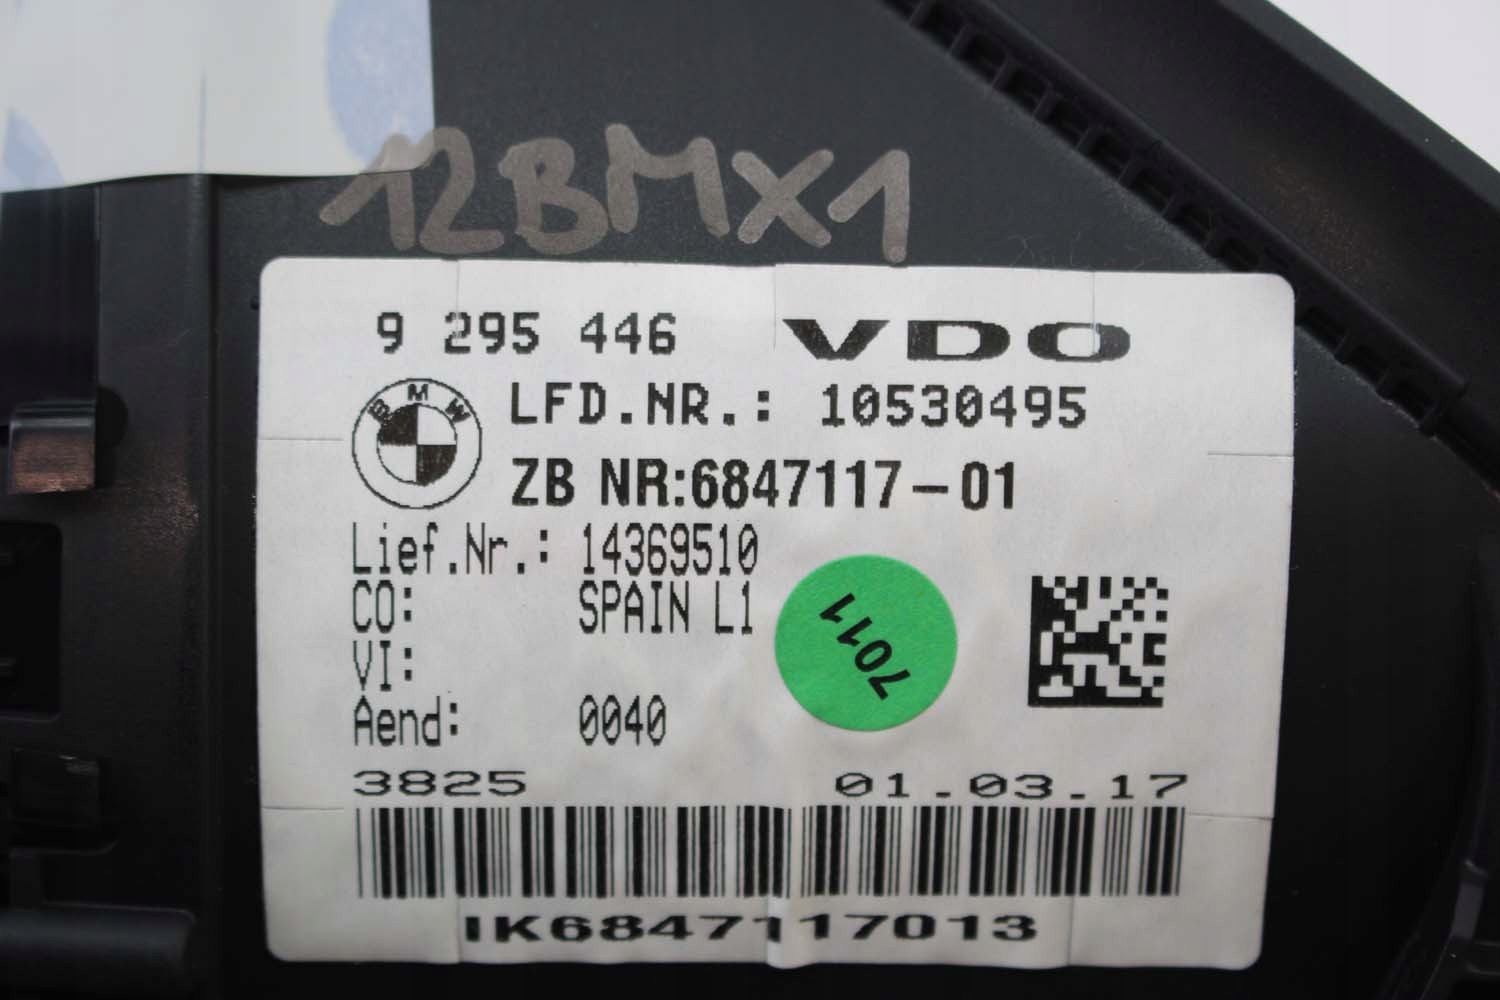 12BMX1
9 295 446 VDO
BMW
LFD.NR.: 10530495
ZB NR:6847117-01
Lief.Nr.: 14369510
CO: SPAIN L1
VI:
7011
Aend: 0040
3825 01.03.17
IK6847117013